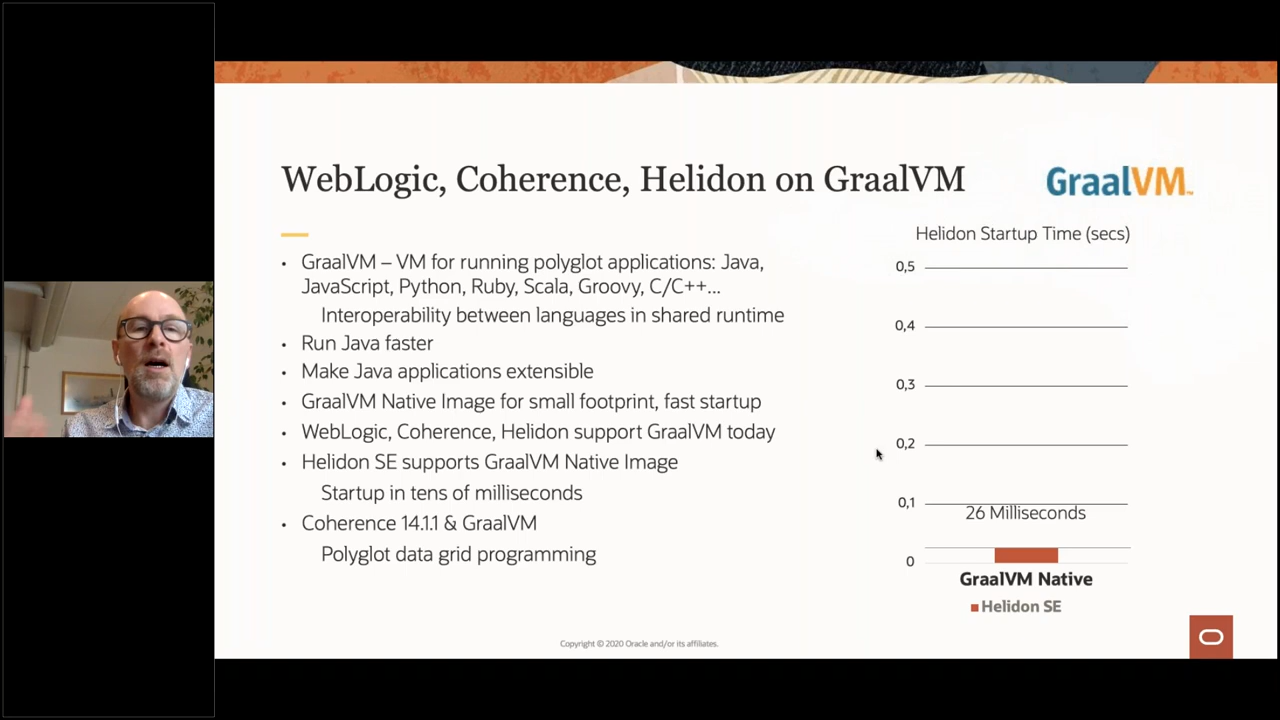 WebLogic, Coherence, Helidon on GraalVM
GraalVM™
• GraalVM – VM for running polyglot applications: Java,
JavaScript, Python, Ruby, Scala, Groovy, C/C++...
Interoperability between languages in shared runtime
• Run Java faster
• Make Java applications extensible
• GraalVM Native Image for small footprint, fast startup
• WebLogic, Coherence, Helidon support GraalVM today
• Helidon SE supports GraalVM Native Image
Startup in tens of milliseconds
• Coherence 14.1.1 & GraalVM
Polyglot data grid programming
Helidon Startup Time (secs)
0,5
0,4
0,3
0,2
0,1
26 Milliseconds
0
GraalVM Native
Helidon SE
Copyright © 2020 Oracle and/or its affiliates.